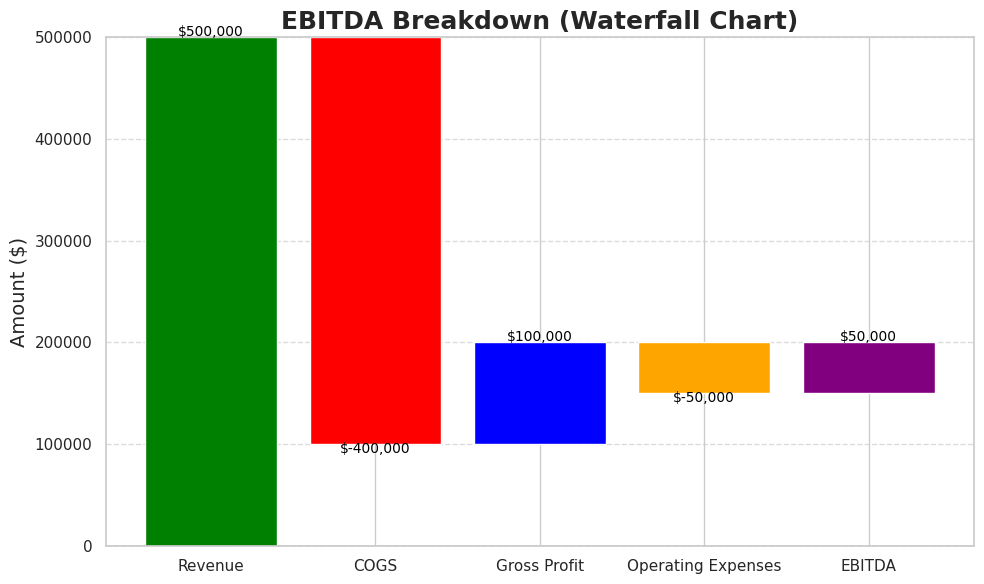 EBITDA Breakdown (Waterfall Chart)
Amount ($)
500000
400000
300000
200000
100000
0
$500,000
$-400,000
$100,000
$-50,000
$50,000
Revenue
COGS
Gross Profit
Operating Expenses
EBITDA